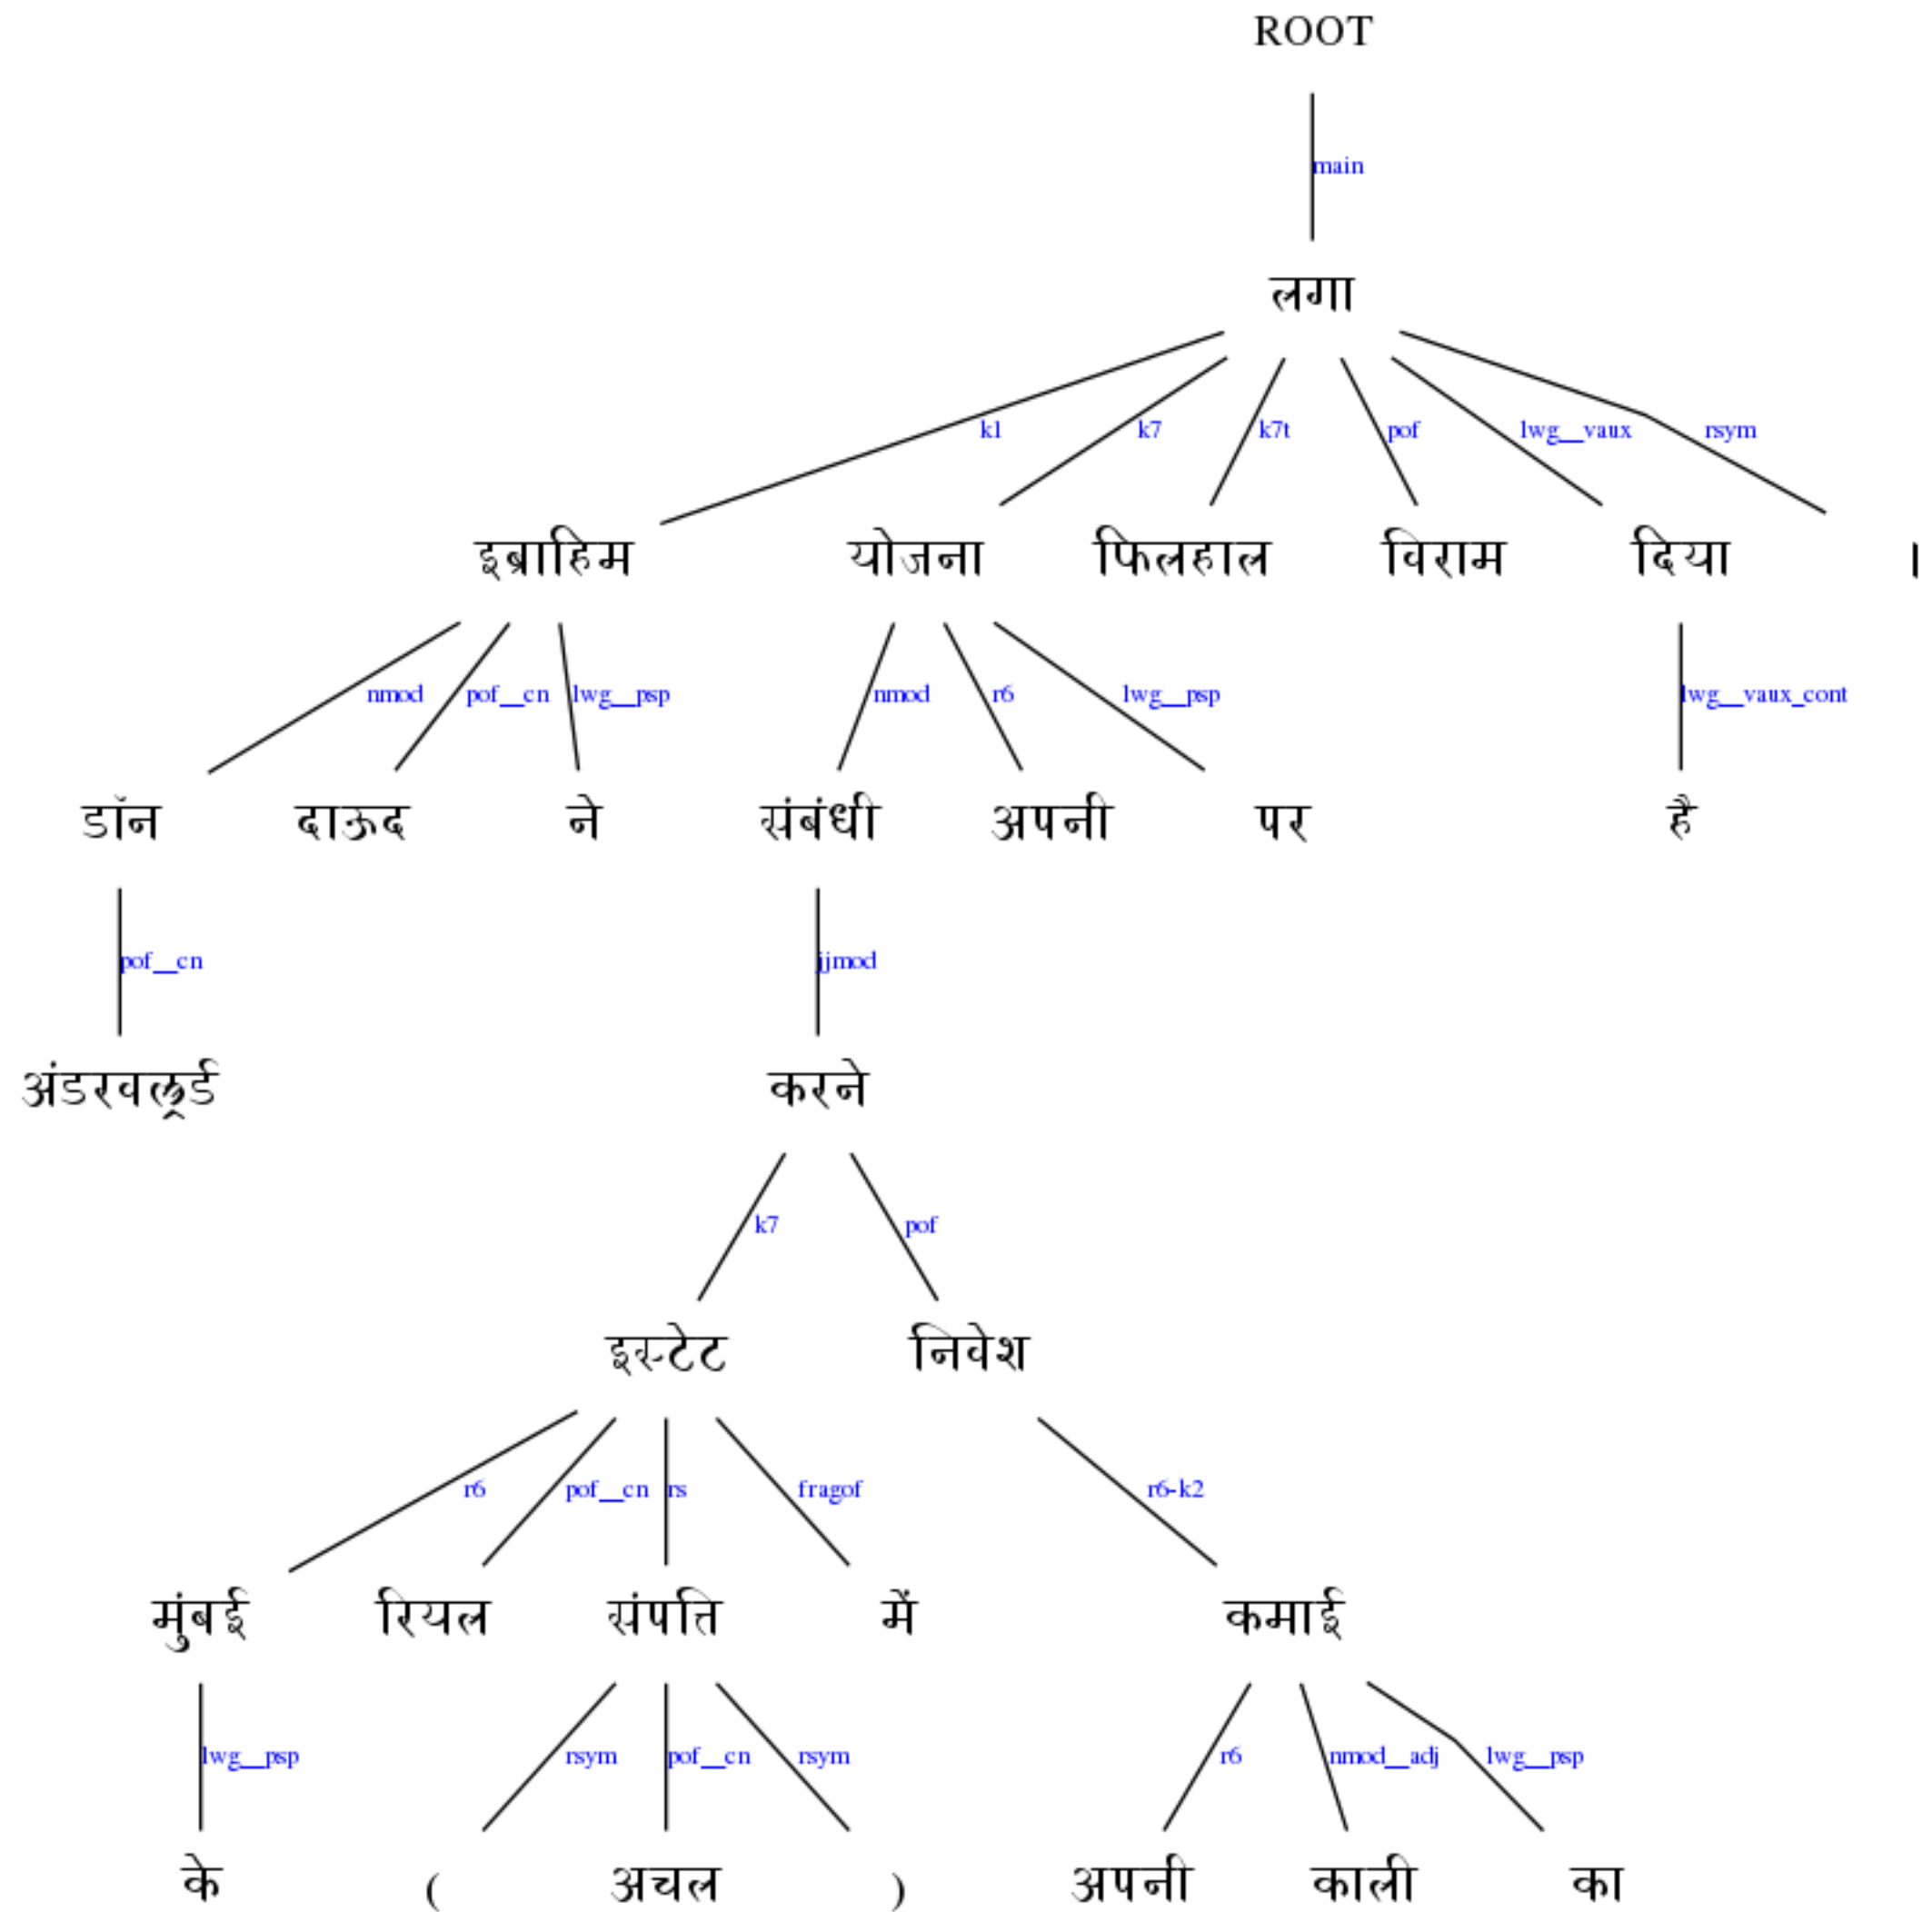 ROOT
main
लगा
k1 k7 k7t pof lwg__vaux rsym
इब्राहिम योजना फिलहाल विराम दिया ।
nmod pof__cn lwg__psp nmod r6 lwg__psp lwg__vaux_cont
डॉन दाऊद ने संबंधी अपनी पर है
pof__cn jjmod
अंडरवल्र्ड करने
k7 pof
इस्टेट निवेश
r6 pof__cn rs fragof r6-k2
मुंबई रियल संपत्ति में कमाई
lwg__psp rsym pof__cn rsym r6 nmod__adj lwg__psp
के ( अचल ) अपनी काली का